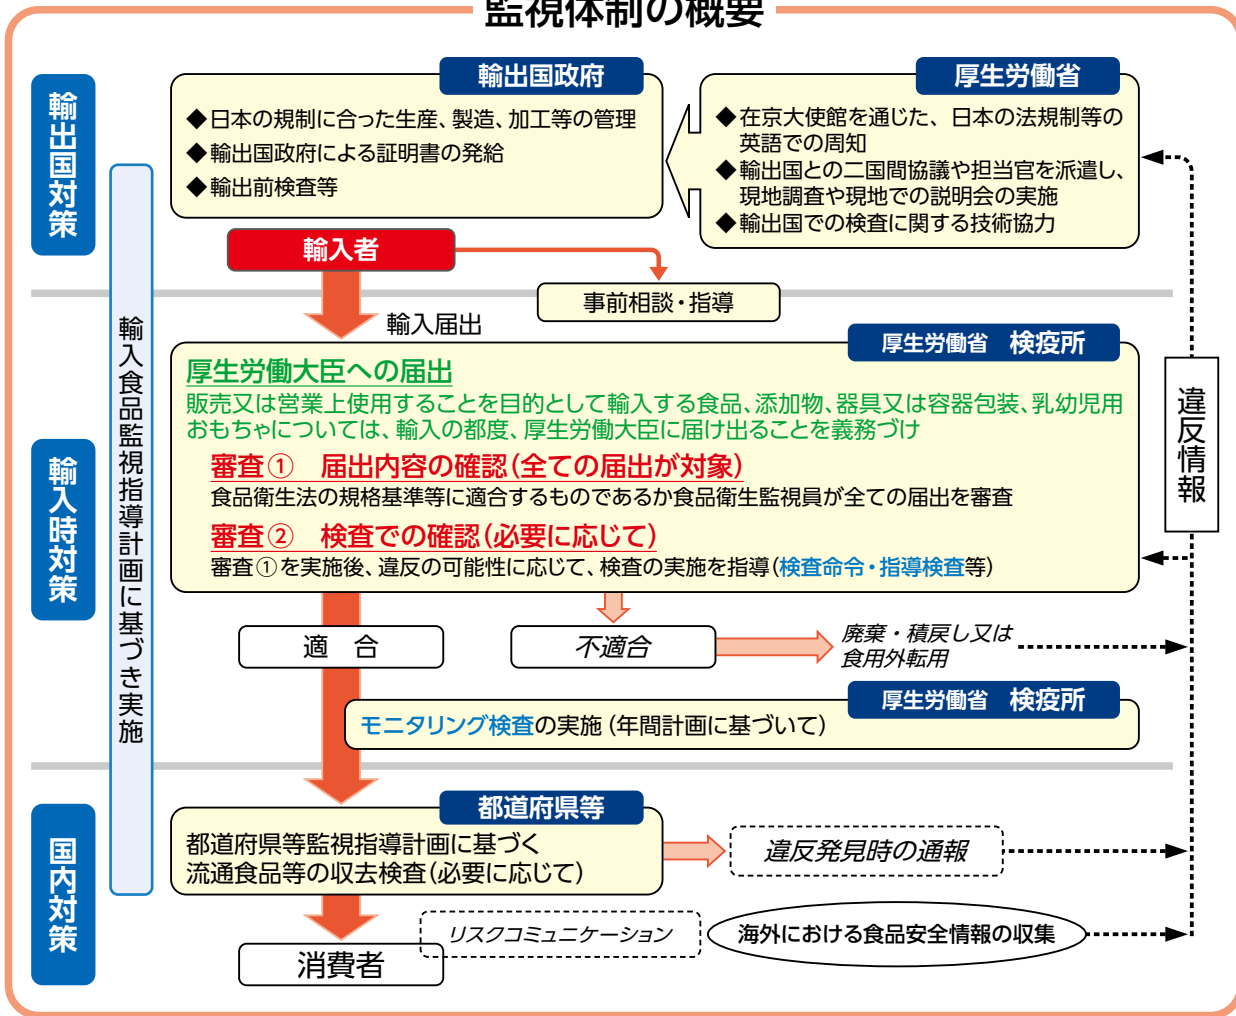 監視体制の概要
輸出国対策
輸出国政府
◆日本の規制に合った生産、製造、加工等の管理
◆輸出国政府による証明書の発給
◆輸出前検査等
厚生労働省
◆在京大使館を通じた、日本の法規制等の
英語での周知
◆輸出国との二国間協議や担当官を派遣し、
現地調査や現地での説明会の実施
◆輸出国での検査に関する技術協力
輸入者
事前相談・指導
輸入届出
輸入食品監視指導計画に基づき実施
輸入時対策
厚生労働省 検疫所
厚生労働大臣への届出
販売又は営業上使用することを目的として輸入する食品、添加物、器具又は容器包装、乳幼児用
おもちゃについては、輸入の都度、厚生労働大臣に届け出ることを義務づけ
審査① 届出内容の確認(全ての届出が対象)
食品衛生法の規格基準等に適合するものであるか食品衛生監視員が全ての届出を審査
審査② 検査での確認(必要に応じて)
審査①を実施後、違反の可能性に応じて、検査の実施を指導(検査命令・指導検査等)
違反情報
適 合
不適合
廃棄・積戻し又は
食用外転用
厚生労働省 検疫所
モニタリング検査の実施(年間計画に基づいて)
国内対策
都道府県等
都道府県等監視指導計画に基づく
流通食品等の収去検査(必要に応じて)
違反発見時の通報
リスクコミュニケーション
海外における食品安全情報の収集
消費者